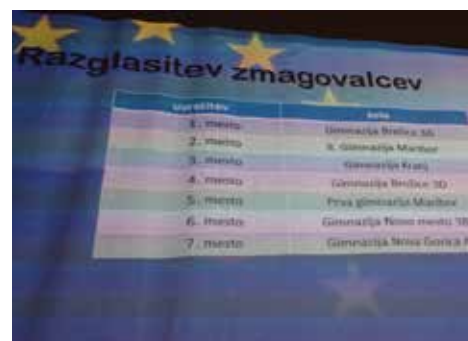 Razglasitev zmagovalcev
Uvrstitev šola
1. mesto Gimnazija Brežice 3b
2. mesto II. Gimnazija Maribor
3. mesto Gimnazija Kranj
4. mesto Gimnazija Brežice 3D
5. mesto Prva gimnazija Maribor
6. mesto Gimnazija Novo mesto
7. mesto Gimnazija Nova Gorica